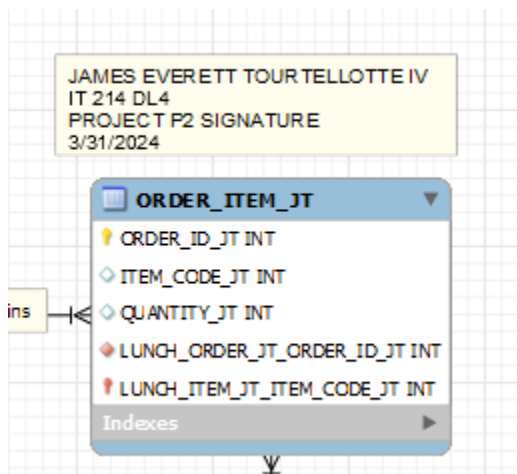 JAMES EVERETT TOURTELLOTTE IV
IT 214 DL4
PROJECT P2 SIGNATURE
3/31/2024
ORDER_ITEM_JT
ORDER_ID_JT INT
ITEM_CODE_JT INT
ins
QUANTITY_JT INT
LUNCH_ORDER_JT_ORDER_ID_JT INT
LUNCH_ITEM_JT_ITEM_CODE_JT INT
Indexes